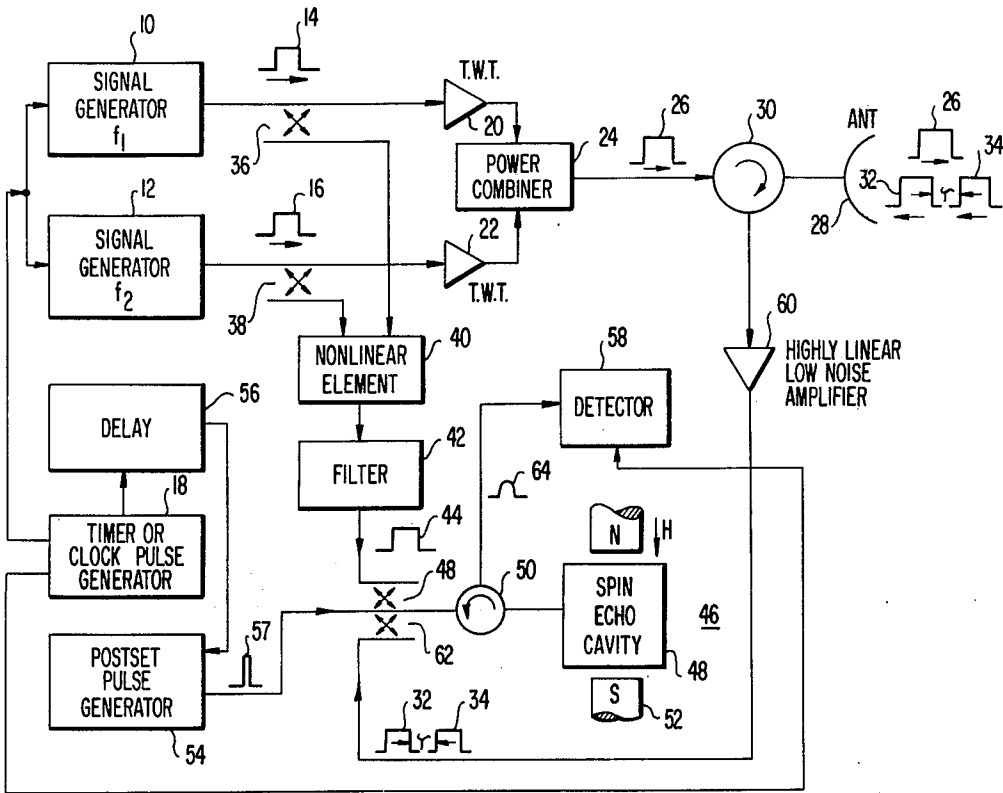 10
SIGNAL
GENERATOR
f1
14
36
T.W.T.
20
24
POWER
COMBINER
26
30
ANT
26
32
τ
34
28
12
SIGNAL
GENERATOR
f2
16
38
22
T.W.T.
40
NONLINEAR
ELEMENT
42
FILTER
44
58
DETECTOR
60
HIGHLY LINEAR
LOW NOISE
AMPLIFIER
56
DELAY
18
TIMER OR
CLOCK PULSE
GENERATOR
57
POSTSET
PULSE
GENERATOR
54
48
62
50
64
N
H
SPIN
ECHO
CAVITY
46
48
S
52
32
τ
34